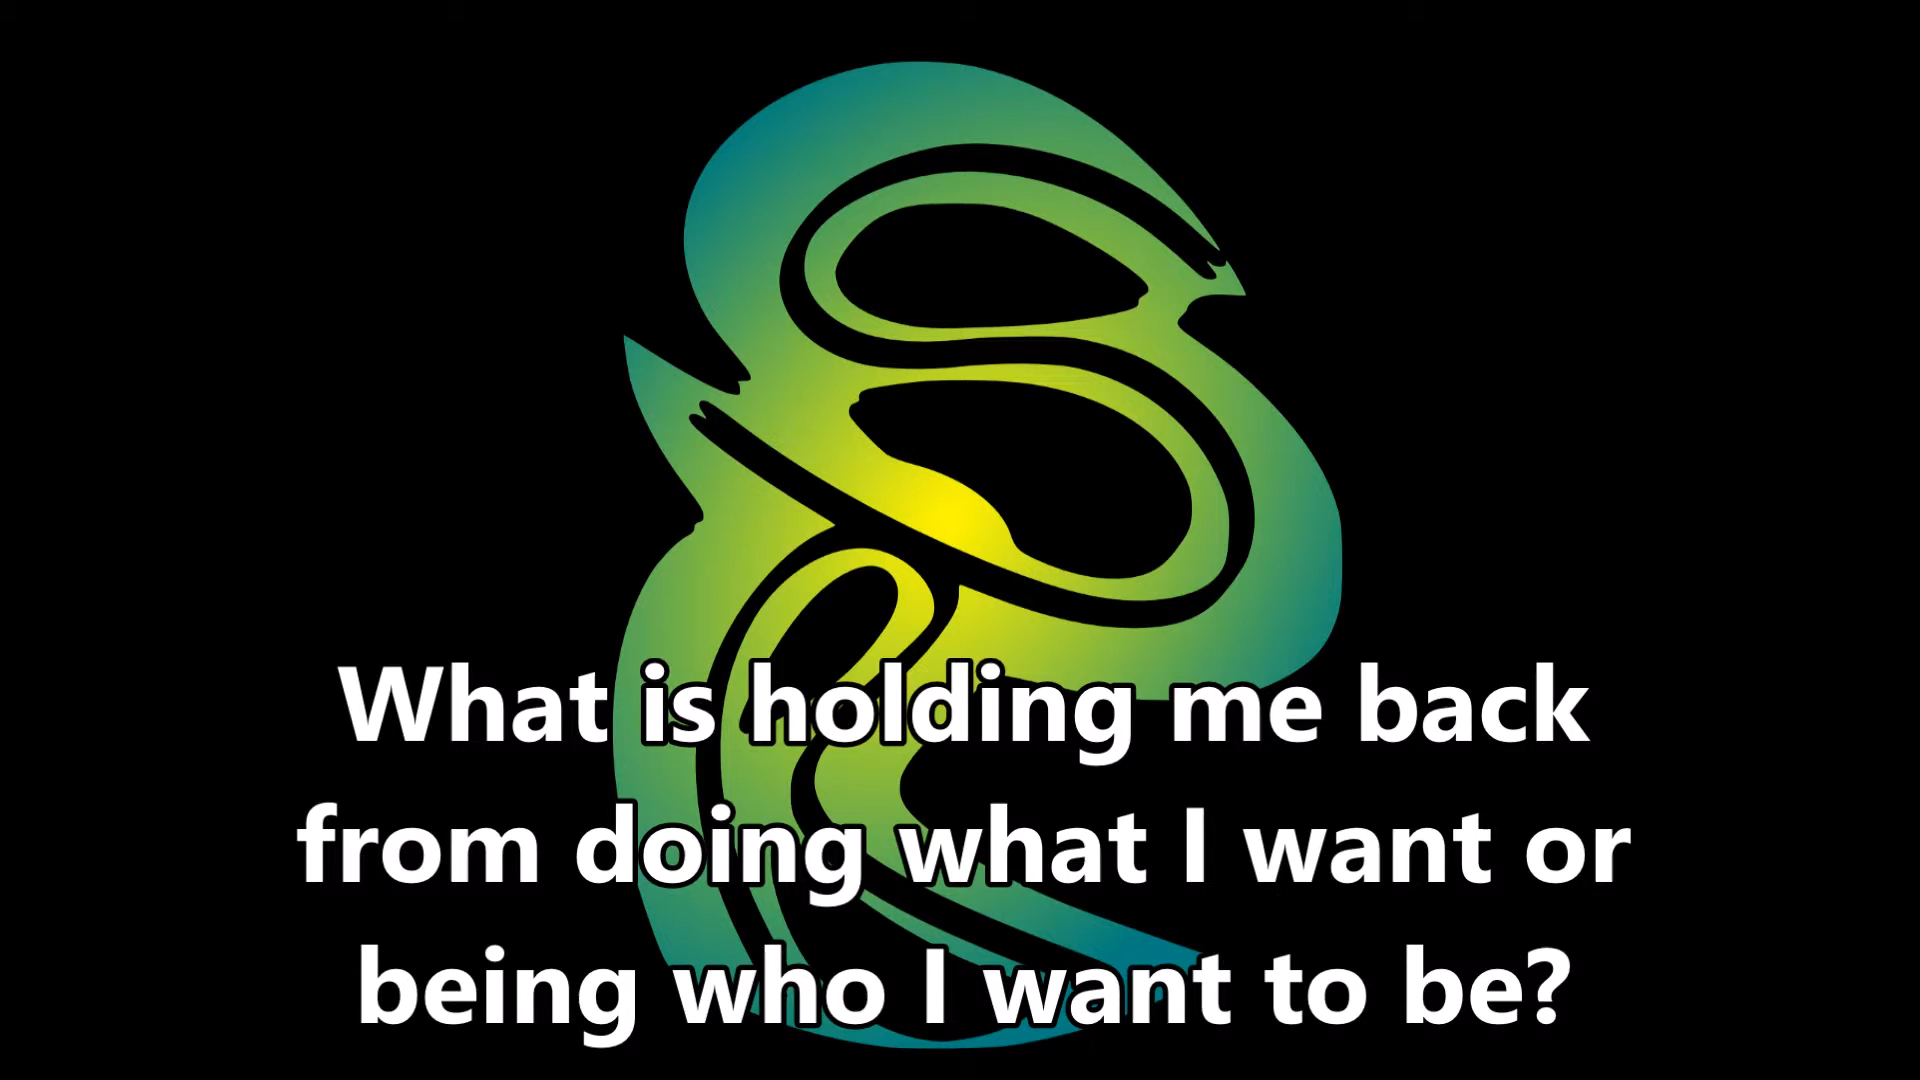 What is holding me back
from doing what I want or
being who I want to be?